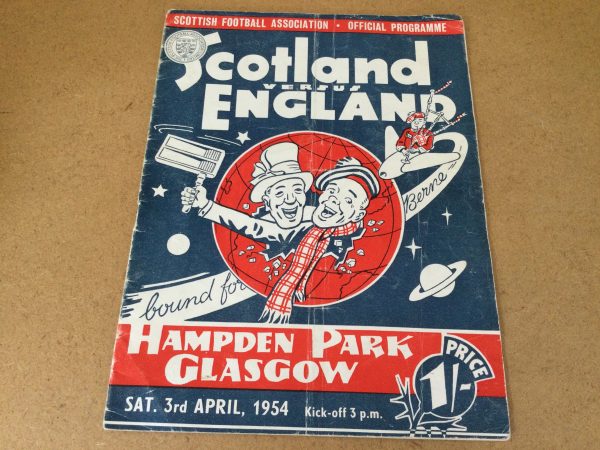 SCOTTISH FOOTBALL ASSOCIATION • OFFICIAL PROGRAMME
Scotland
VERSUS
ENGLAND
Berne
bound for
HAMPDEN PARK
GLASGOW
PRICE
1/-
SAT. 3rd APRIL, 1954 Kick-off 3 p.m.